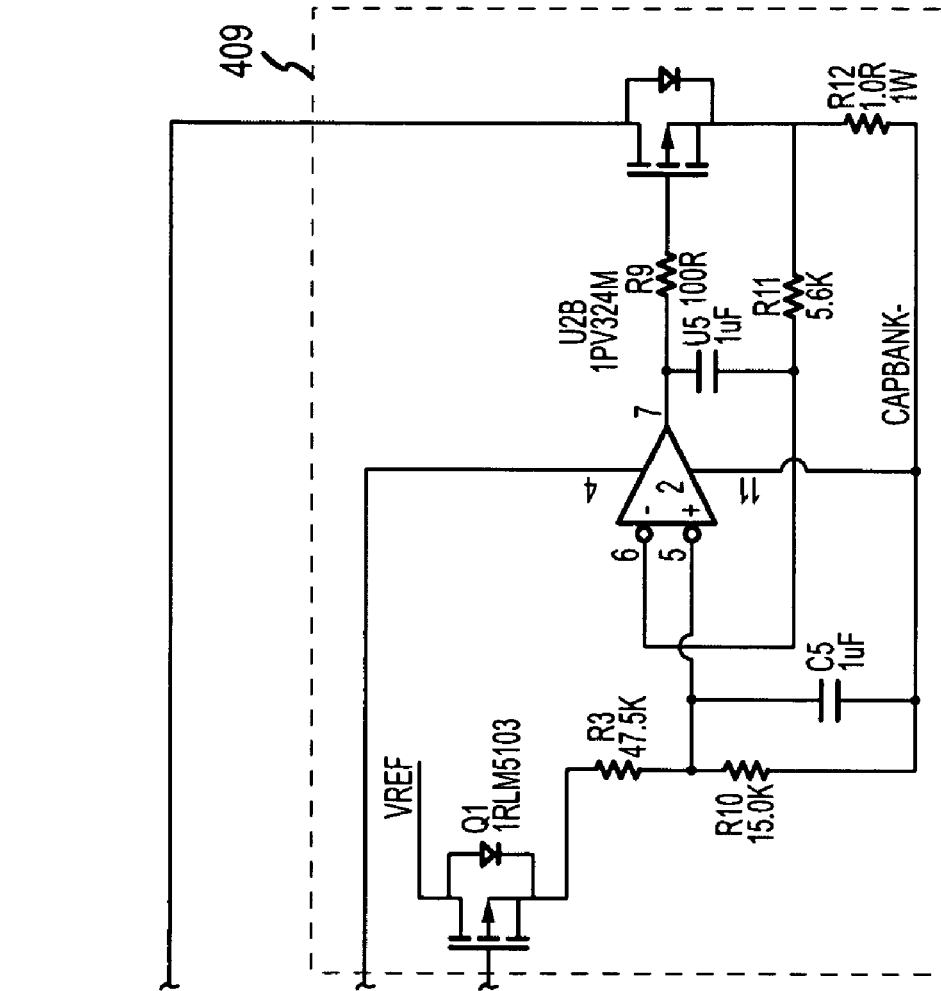 409
R12
1.0R
1W
U2B
1PV324M
R9
100R
U5
1uF
R11
5.6K
CAPBANK-
7
4
2
11
-
+
6
5
C5
1uF
R3
47.5K
VREF
Q1
1RLM5103
R10
15.0K